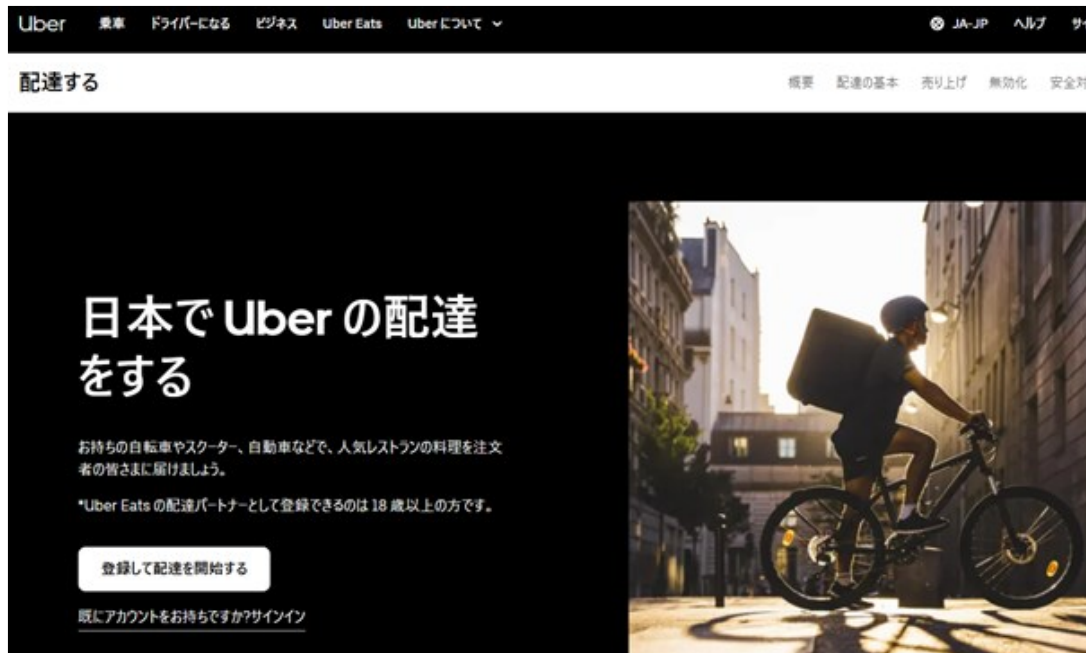 Uber 乗車 ドライバーになる ビジネス Uber Eats Uber について JA-JP ヘルプ
配達する 概要 配達の基本 売り上げ 無効化 安全対
日本で Uber の配達
をする
お持ちの自転車やスクーター、自動車などで、人気レストランの料理を注文
者の皆さまに届けましょう。
*Uber Eats の配達パートナーとして登録できるのは 18 歳以上の方です。
登録して配達を開始する
既にアカウントをお持ちですか?サインイン